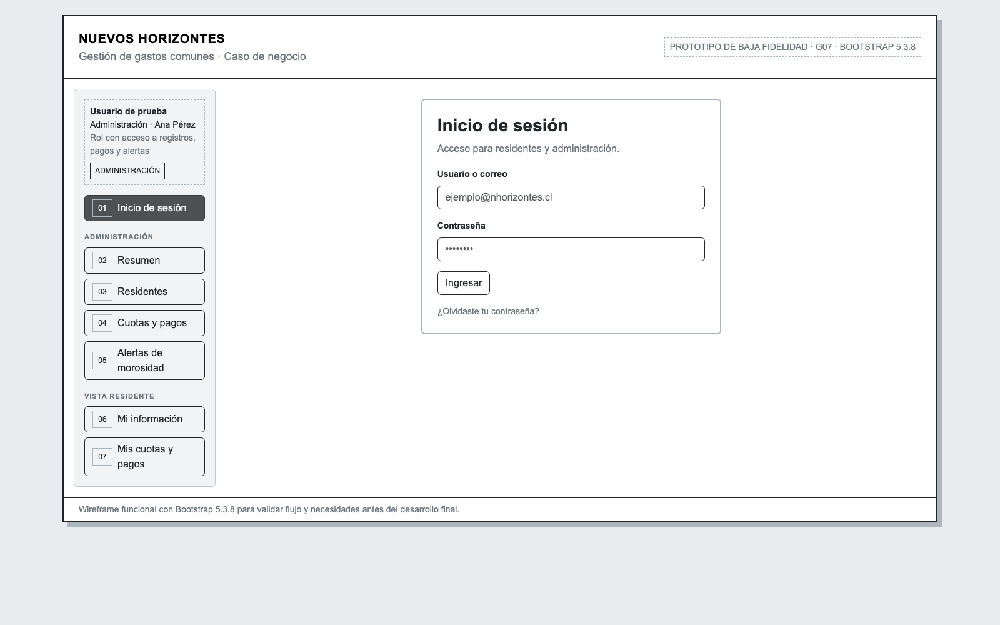 NUEVOS HORIZONTES
Gestión de gastos comunes · Caso de negocio
PROTOTIPO DE BAJA FIDELIDAD · G07 · BOOTSTRAP 5.3.8
Usuario de prueba
Administración · Ana Pérez
Rol con acceso a registros,
pagos y alertas
ADMINISTRACIÓN
01 Inicio de sesión
ADMINISTRACIÓN
02 Resumen
03 Residentes
04 Cuotas y pagos
05 Alertas de
morosidad
VISTA RESIDENTE
06 Mi información
07 Mis cuotas y
pagos
Inicio de sesión
Acceso para residentes y administración.
Usuario o correo
ejemplo@nhorizontes.cl
Contraseña
••••••••
Ingresar
¿Olvidaste tu contraseña?
Wireframe funcional con Bootstrap 5.3.8 para validar flujo y necesidades antes del desarrollo final.